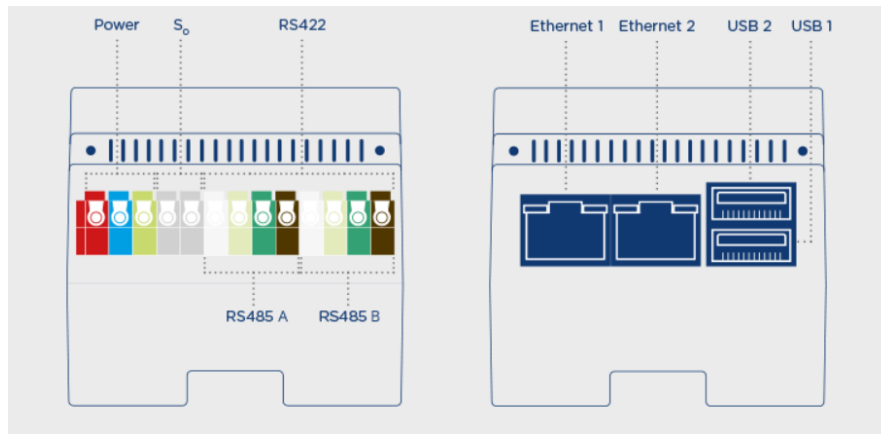 Power S₀ RS422
RS485 A RS485 B
Ethernet 1 Ethernet 2 USB 2 USB 1